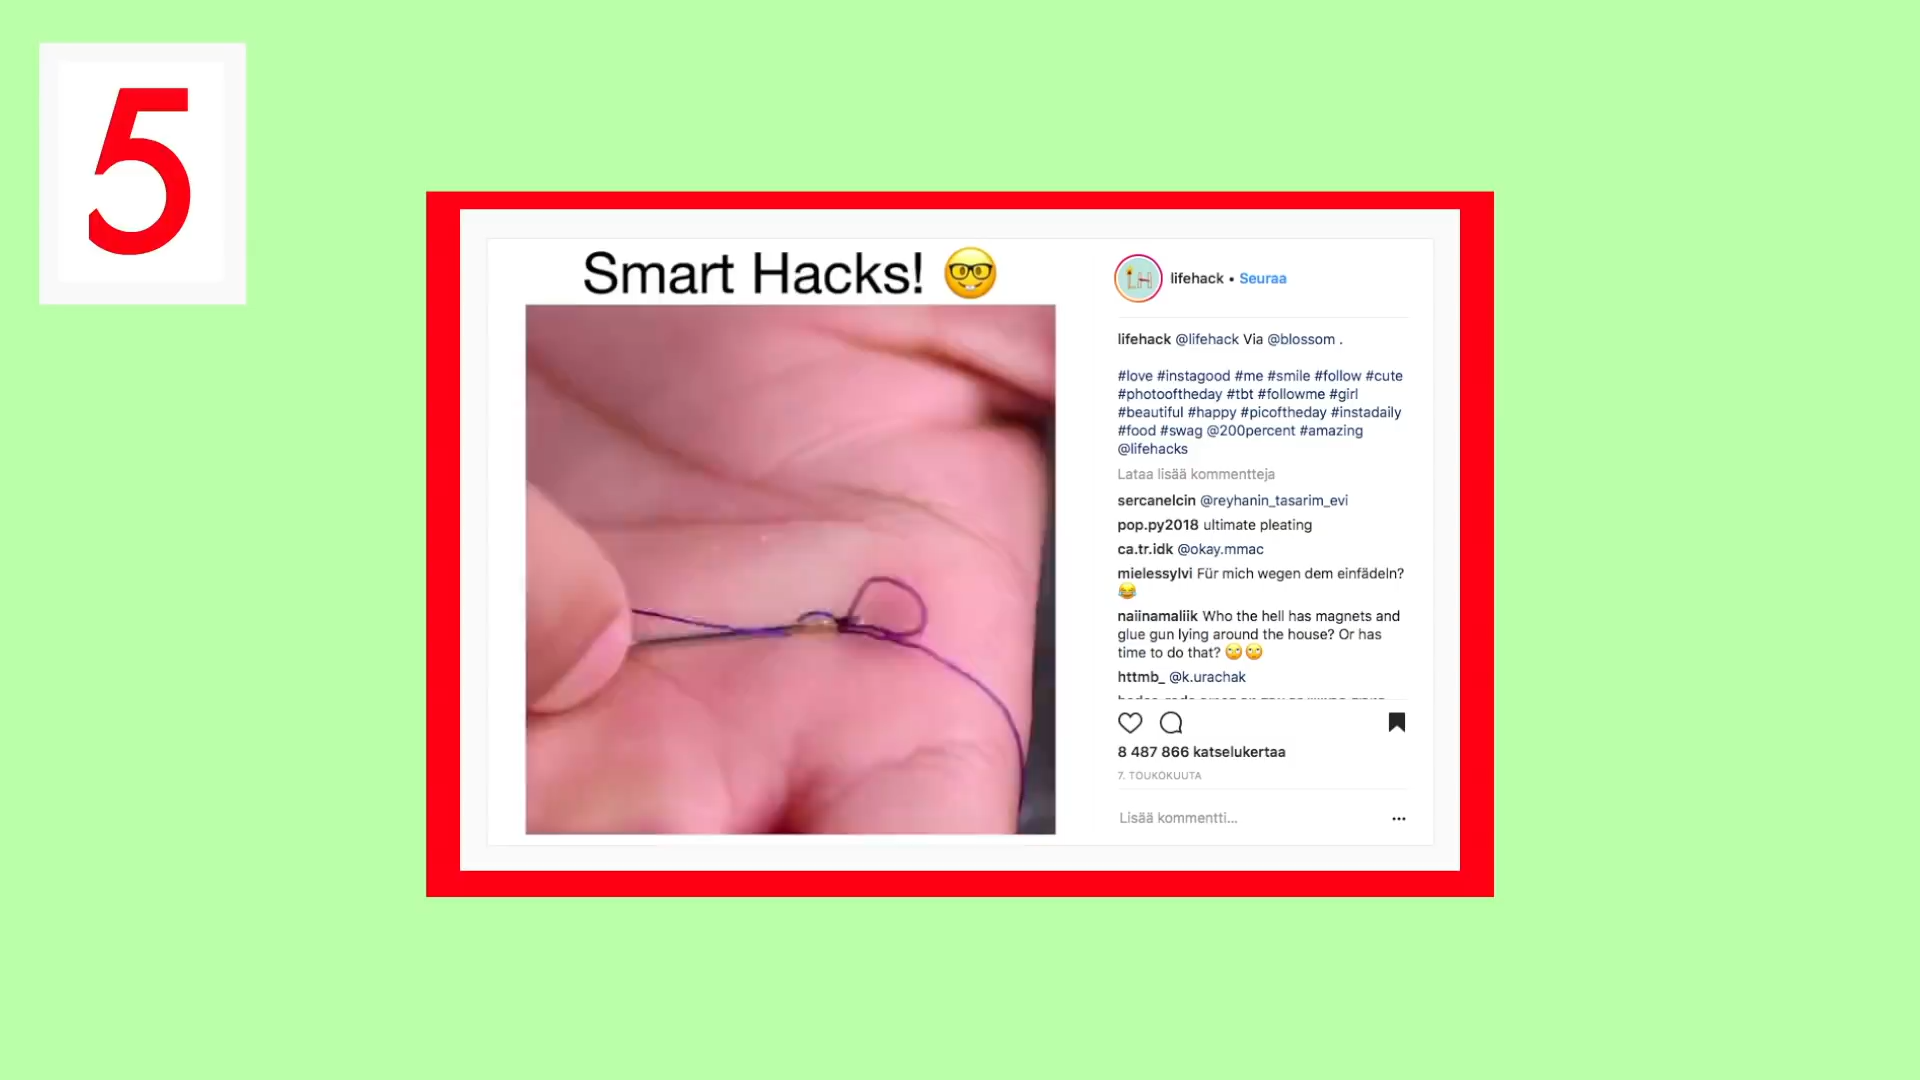 5
Smart Hacks! 🤓
lifehack • Seuraa
lifehack @lifehack Via @blossom .
#love #instagood #me #smile #follow #cute
#photooftheday #tbt #followme #girl
#beautiful #happy #picoftheday #instadaily
#food #swag @200percent #amazing
@lifehacks
Lataa lisää kommentteja
sercanelcin @reyhanin_tasarim_evi
pop.py2018 ultimate pleating
ca.tr.idk @okay.mmac
mielessylvi Für mich wegen dem einfädeln?
😂
naiinamaliik Who the hell has magnets and
glue gun lying around the house? Or has
time to do that? 🙄🙄
httmb_ @k.urachak
8 487 866 katselukertaa
7. TOUKOKUUTA
Lisää kommentti...